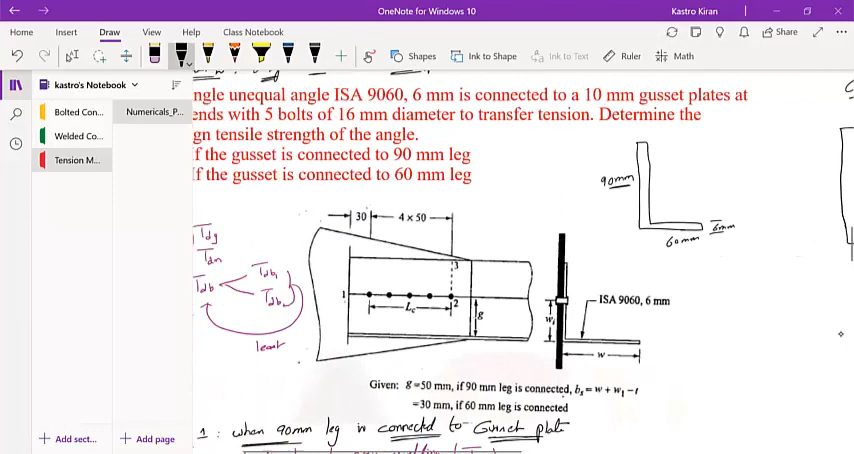 OneNote for Windows 10
Kastro Kiran
Home Insert Draw View Help Class Notebook
Share
Shapes Ink to Shape Ink to Text Ruler Math
kastro's Notebook
Bolted Con...
Welded Co...
Tension M...
Numericals_P...
Add sect...
Add page
ngle unequal angle ISA 9060, 6 mm is connected to a 10 mm gusset plates at
ends with 5 bolts of 16 mm diameter to transfer tension. Determine the
gn tensile strength of the angle.
If the gusset is connected to 90 mm leg
If the gusset is connected to 60 mm leg
90mm
6mm
60mm
Tdg
Tdn
Tdb
Tdb1
Tdb2
least
30 4 x 50
3
1
2
Lc
g
w1
ISA 9060, 6 mm
w
Given: g=50 mm, if 90 mm leg is connected, bs = w + w1 – t
=30 mm, if 60 mm leg is connected
1: when 90mm leg is connected to Gusset plate